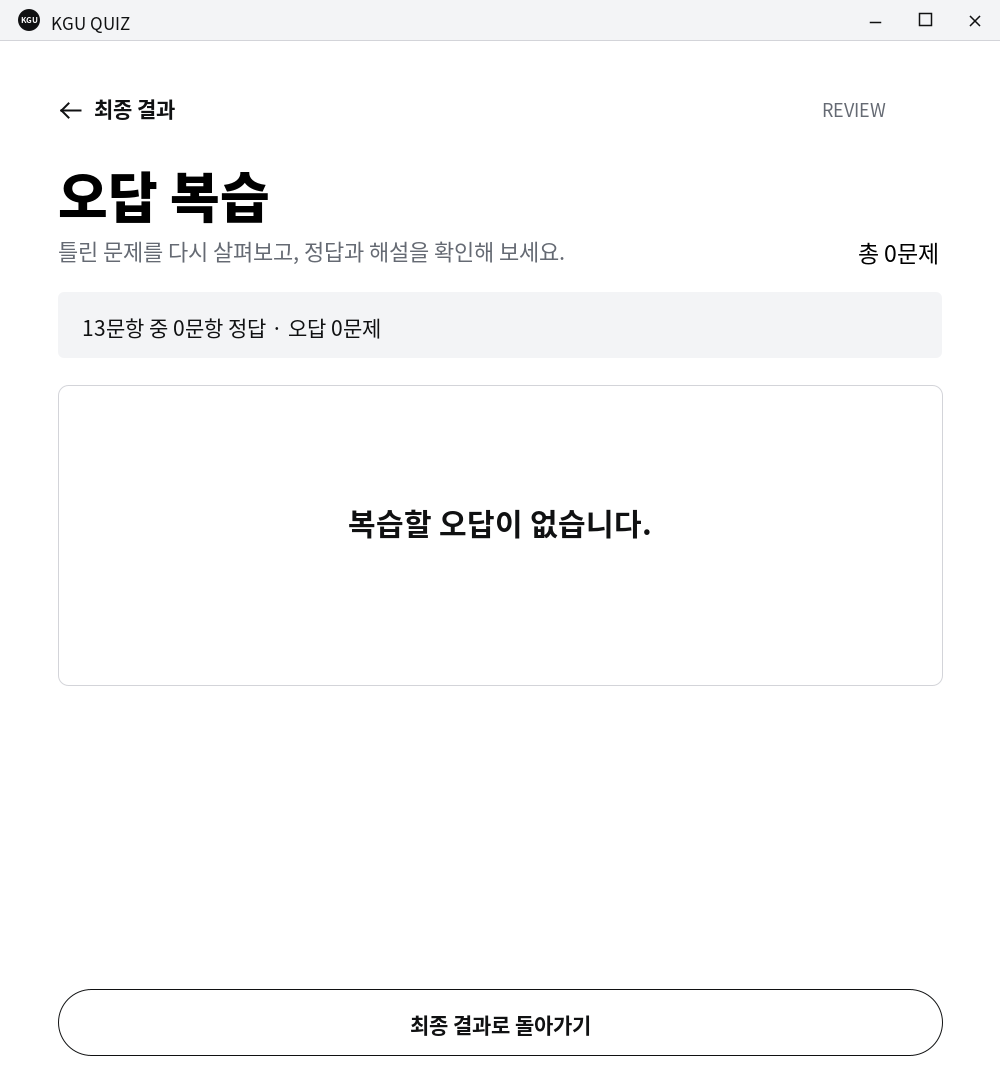 KGU KGU QUIZ
← 최종 결과 REVIEW
오답 복습
틀린 문제를 다시 살펴보고, 정답과 해설을 확인해 보세요. 총 0문제
13문항 중 0문항 정답 · 오답 0문제
복습할 오답이 없습니다.
최종 결과로 돌아가기